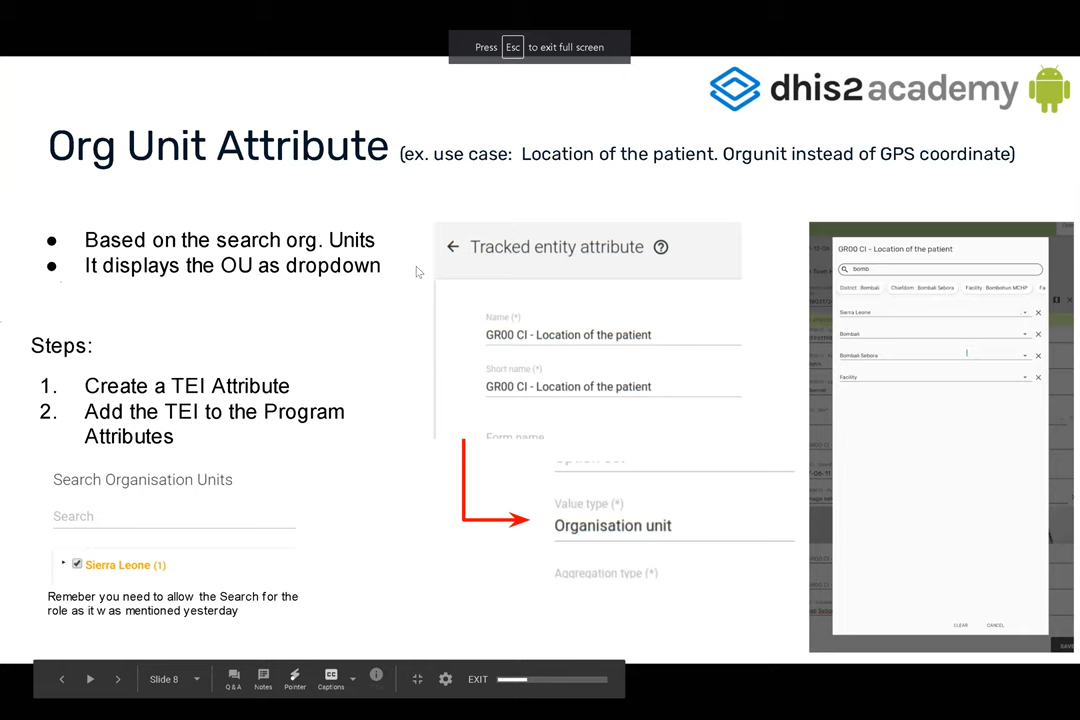 Press Esc to exit full screen
dhis2 academy
Org Unit Attribute (ex. use case: Location of the patient. Orgunit instead of GPS coordinate)
● Based on the search org. Units
● It displays the OU as dropdown
Steps:
1. Create a TEI Attribute
2. Add the TEI to the Program
Attributes
Search Organisation Units
Search
Sierra Leone (1)
Remeber you need to allow the Search for the
role as it w as mentioned yesterday
Tracked entity attribute
Name (*)
GR00 CI - Location of the patient
Short name (*)
GR00 CI - Location of the patient
Form name
Value type (*)
Organisation unit
Aggregation type (*)
GR00 CI - Location of the patient
bomb
District : Bombali Chiefdom : Bombali Sebora Facility : Bombohun MCHP Fa
Sierra Leone
Bombali
Bombali Sebora
Facility
CLEAR CANCEL
Slide 8 Q&A Notes Pointer Captions EXIT